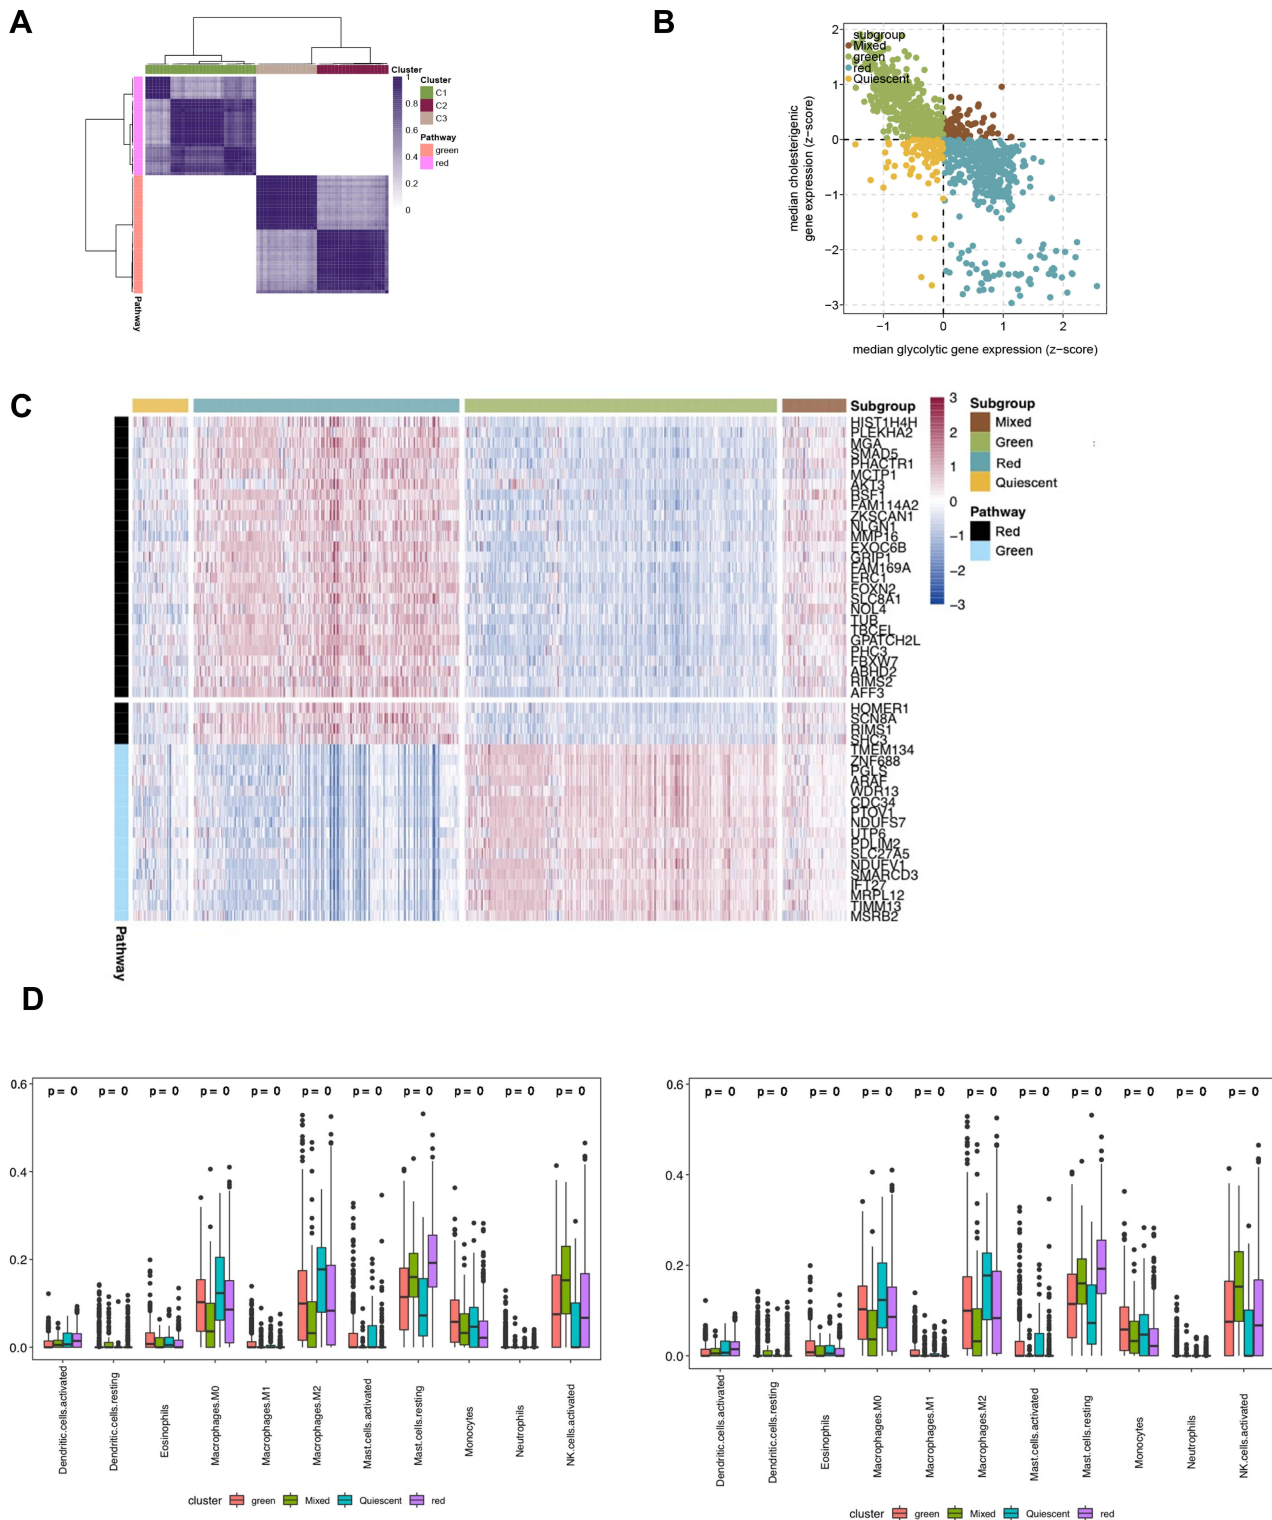 A
Cluster
1
0.8
0.6
0.4
0.2
0
Cluster
C1
C2
C3
Pathway
green
red
Pathway
B
subgroup
Mixed
green
red
Quiescent
2
1
0
−1
−2
−3
−1 0 1 2
median cholesterigenic
gene expression (z−score)
median glycolytic gene expression (z−score)
C
Subgroup
HIST1H4H
PLEKHA2
MGA
SMAD5
PHACTR1
MCTP1
AKT3
RSF1
FAM114A2
ZKSCAN1
NLGN1
MMP16
EXOC6B
GRIP1
FAM169A
ERC1
FOXN2
SLC8A1
NOL4
TUB
TBCEL
GPATCH2L
PHC3
FBXW7
ABHD2
RIMS2
AFF3
HOMER1
SCN8A
RIMS1
SHC3
TMEM134
ZNF688
PGLS
ARAF
WDR13
CDC34
PTOV1
NDUFS7
UTP6
PDLIM2
SLC27A5
NDUFV1
SMARCD3
IFT27
MRPL12
TIMM13
MSRB2
3
2
1
0
−1
−2
−3
Subgroup
Mixed
Green
Red
Quiescent
Pathway
Red
Green
Pathway
D
p = 0 p = 0 p = 0 p = 0 p = 0 p = 0 p = 0 p = 0 p = 0 p = 0 p = 0
0.6
0.4
0.2
0.0
Dendritic.cells.activated
Dendritic.cells.resting
Eosinophils
Macrophages.M0
Macrophages.M1
Macrophages.M2
Mast.cells.activated
Mast.cells.resting
Monocytes
Neutrophils
NK.cells.activated
cluster green Mixed Quiescent red
p = 0 p = 0 p = 0 p = 0 p = 0 p = 0 p = 0 p = 0 p = 0 p = 0 p = 0
0.6
0.4
0.2
0.0
Dendritic.cells.activated
Dendritic.cells.resting
Eosinophils
Macrophages.M0
Macrophages.M1
Macrophages.M2
Mast.cells.activated
Mast.cells.resting
Monocytes
Neutrophils
NK.cells.activated
cluster green Mixed Quiescent red